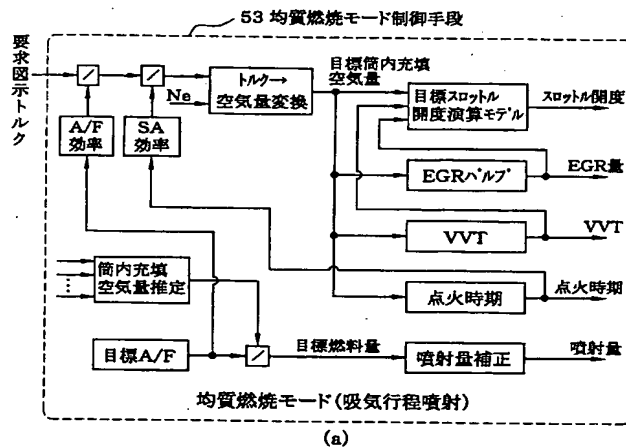 53 均質燃焼モード制御手段
要求図示トルク
A/F
効率
SA
効率
Ne
トルク→
空気量変換
目標筒内充填
空気量
目標スロットル
開度演算モデル
スロットル開度
EGRバルブ
EGR量
VVT
VVT
点火時期
点火時期
筒内充填
空気量推定
目標A/F
目標燃料量
噴射量補正
噴射量
均質燃焼モード(吸気行程噴射)
(a)